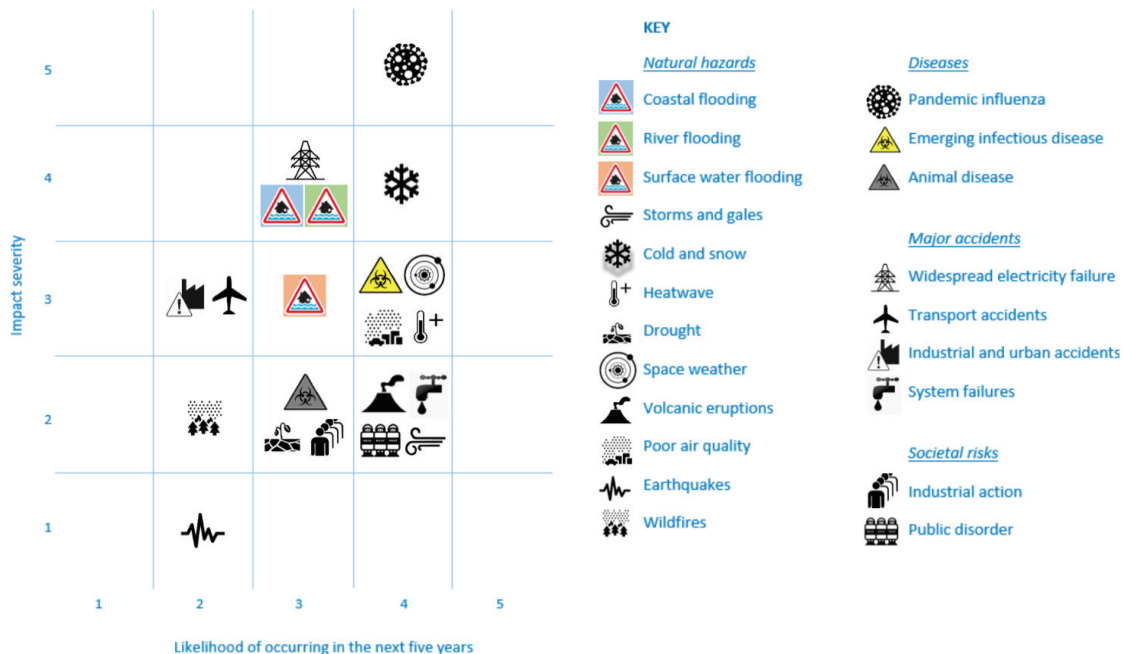 KEY
Natural hazards
Coastal flooding
River flooding
Surface water flooding
Storms and gales
Cold and snow
Heatwave
Drought
Space weather
Volcanic eruptions
Poor air quality
Earthquakes
Wildfires
Diseases
Pandemic influenza
Emerging infectious disease
Animal disease
Major accidents
Widespread electricity failure
Transport accidents
Industrial and urban accidents
System failures
Societal risks
Industrial action
Public disorder
Impact severity
5
4
3
2
1
1 2 3 4 5
Likelihood of occurring in the next five years